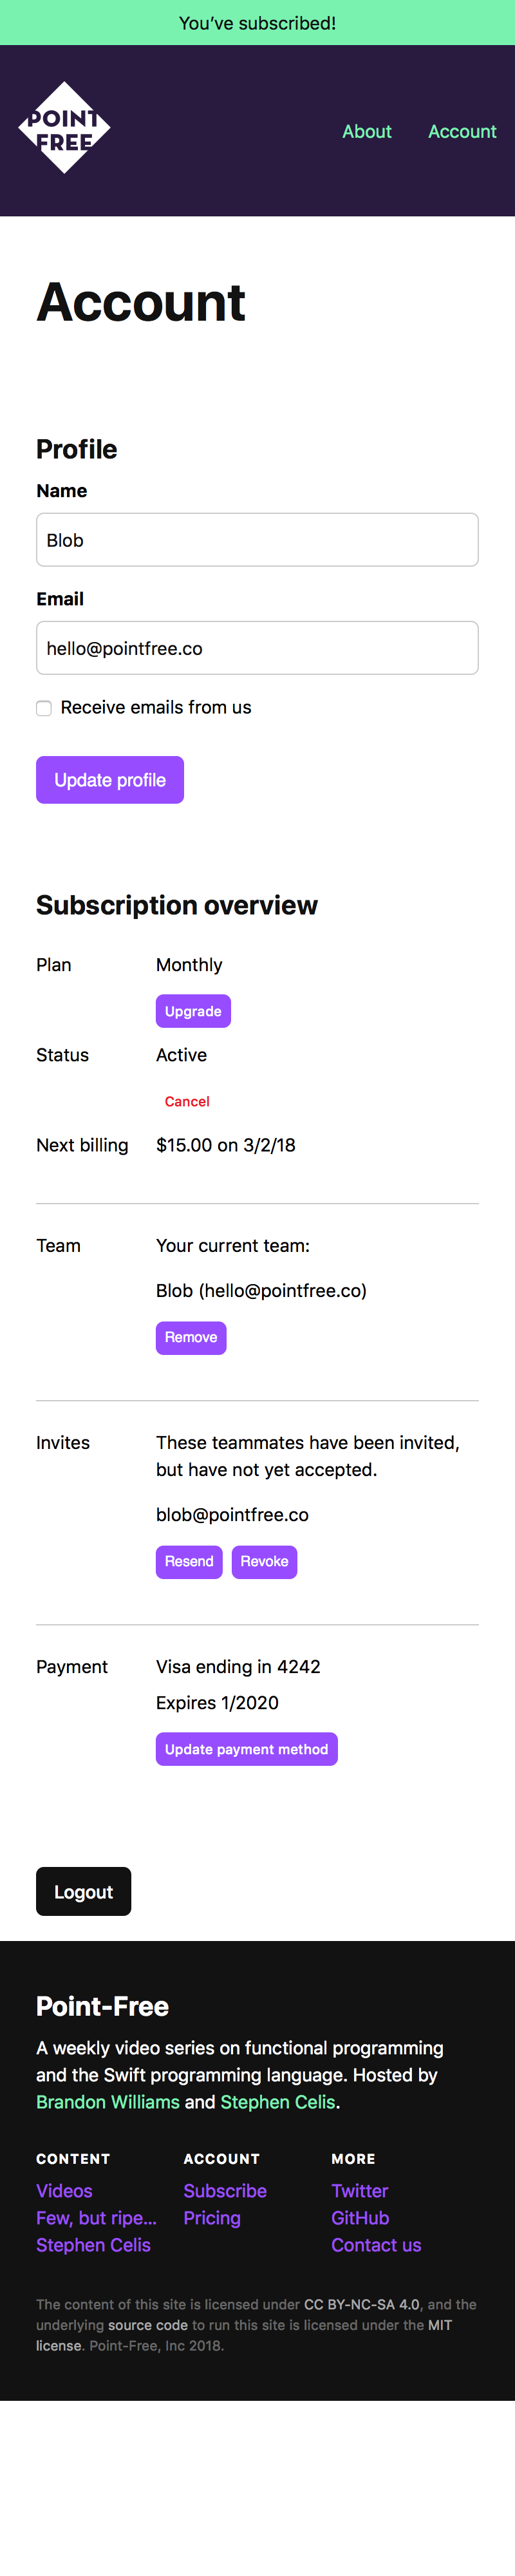 You’ve subscribed!
POINT
FREE
About
Account
Account
Profile
Name
Blob
Email
hello@pointfree.co
Receive emails from us
Update profile
Subscription overview
Plan
Monthly
Upgrade
Status
Active
Cancel
Next billing
$15.00 on 3/2/18
Team
Your current team:
Blob (hello@pointfree.co)
Remove
Invites
These teammates have been invited,
but have not yet accepted.
blob@pointfree.co
Resend
Revoke
Payment
Visa ending in 4242
Expires 1/2020
Update payment method
Logout
Point-Free
A weekly video series on functional programming
and the Swift programming language. Hosted by
Brandon Williams and Stephen Celis.
CONTENT
Videos
Few, but ripe...
Stephen Celis
ACCOUNT
Subscribe
Pricing
MORE
Twitter
GitHub
Contact us
The content of this site is licensed under CC BY-NC-SA 4.0, and the
underlying source code to run this site is licensed under the MIT
license. Point-Free, Inc 2018.